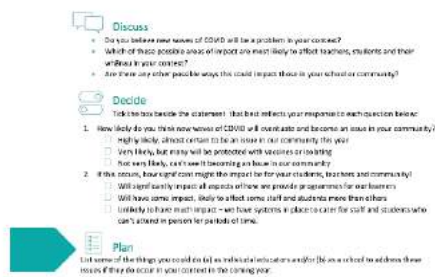 Discuss
Do you believe new waves of COVID will be a problem in your context?
Which of these possible areas of impact are most likely to affect teachers, students and their
whānau in your context?
Are there any other possible ways this could impact those in your school or community?
Decide
Tick the box beside the statement that best reflects your response to each question below:
1. How likely do you think new waves of COVID will eventuate and become an issue in your community?
Highly likely, almost certain to be an issue in our community this year
Very likely, but many will be protected with vaccines or isolating
Not very likely, can't see it becoming an issue in our community
2. If this occurs, how significant might the impact be for your students, teachers and community?
Will significantly impact all aspects of how we provide programmes for our learners
Will have some impact, likely to affect some staff and students more than others
Unlikely to have much impact – we have systems in place to cater for staff and students who
can't attend in person for periods of time.
Plan
List some of the things you could do (a) as individual educators and/or (b) as a school to address these
issues if they do occur in your context in the coming year.